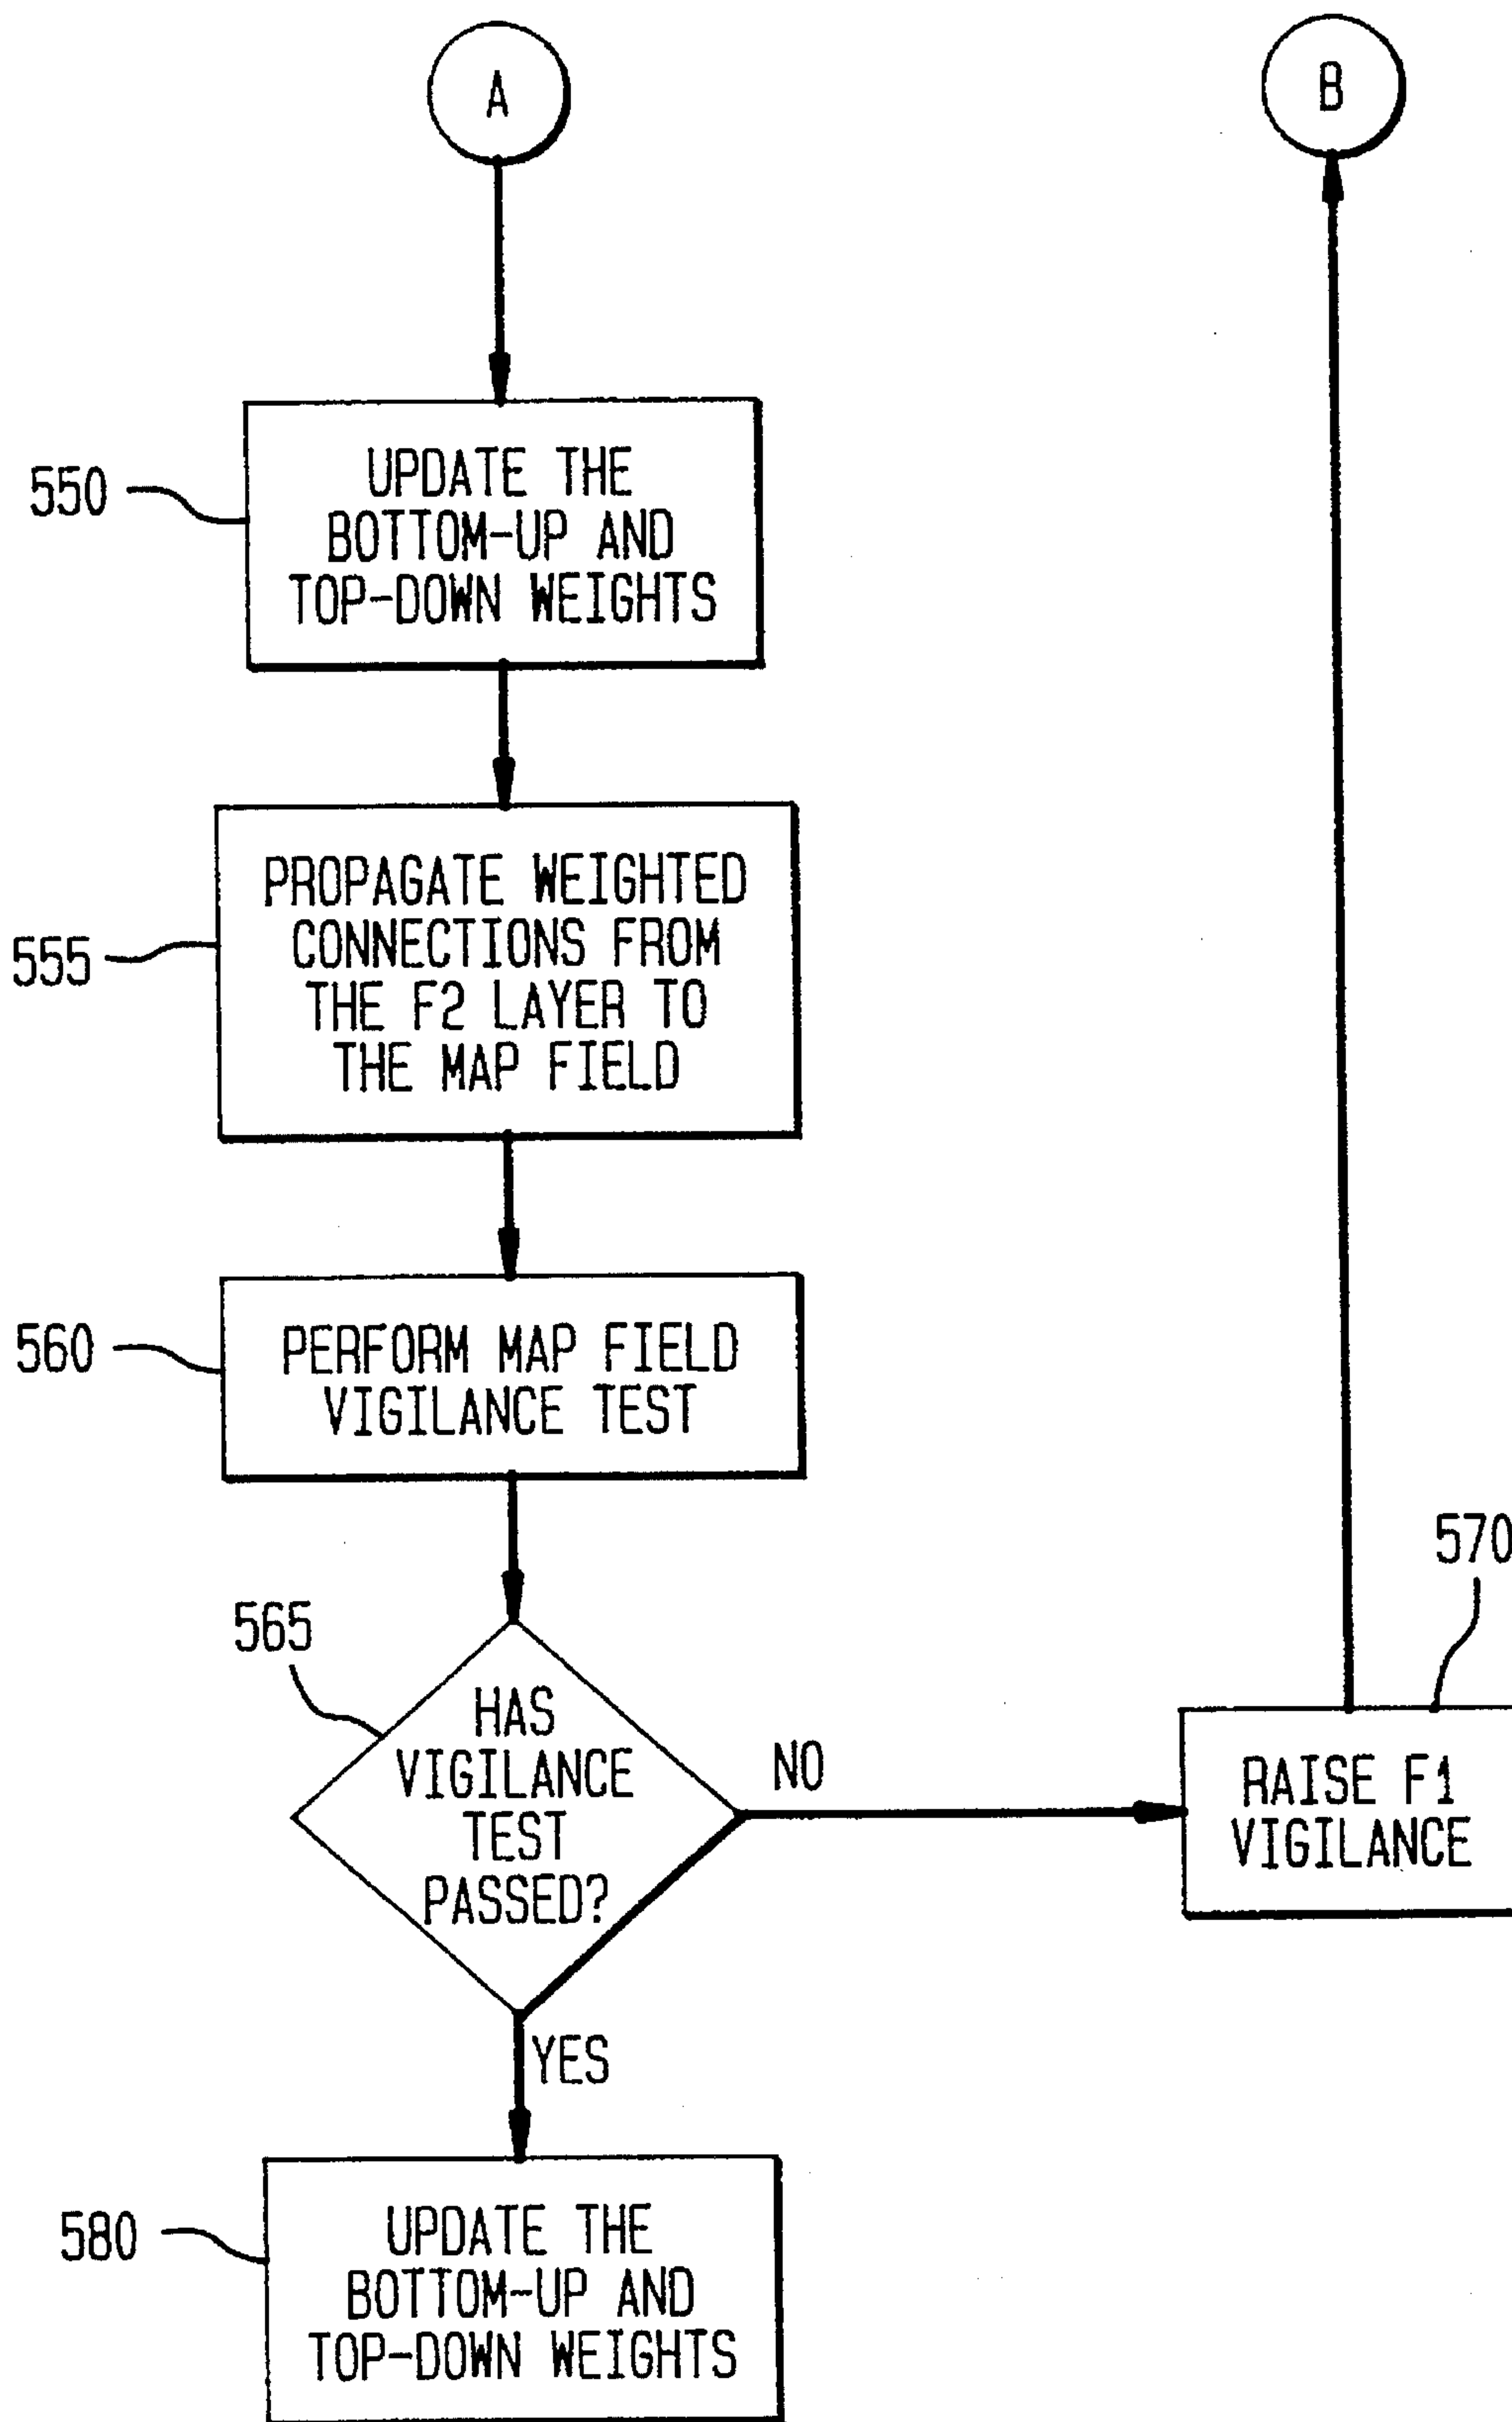 A
B
550
UPDATE THE
BOTTOM-UP AND
TOP-DOWN WEIGHTS
555
PROPAGATE WEIGHTED
CONNECTIONS FROM
THE F2 LAYER TO
THE MAP FIELD
560
PERFORM MAP FIELD
VIGILANCE TEST
565
HAS
VIGILANCE
TEST
PASSED?
NO
570
RAISE F1
VIGILANCE
YES
580
UPDATE THE
BOTTOM-UP AND
TOP-DOWN WEIGHTS